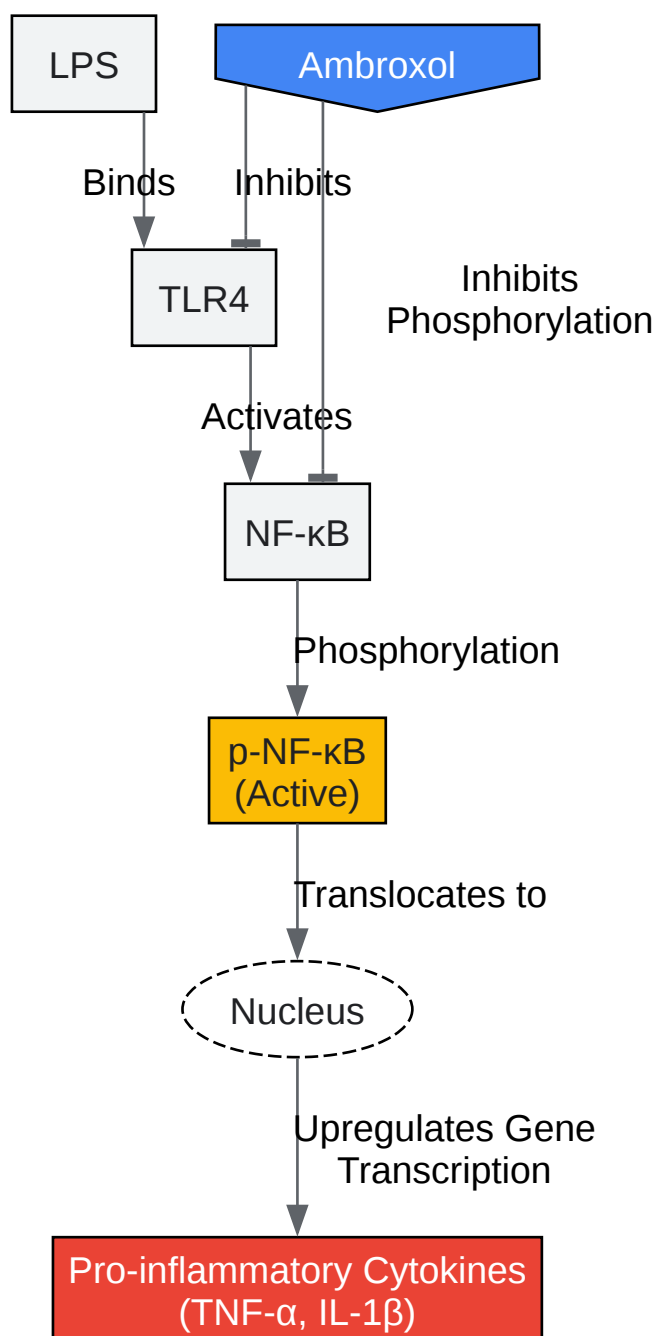 LPS
Ambroxol
Binds
Inhibits
TLR4
Inhibits
Phosphorylation
Activates
NF-κB
Phosphorylation
p-NF-κB
(Active)
Translocates to
Nucleus
Upregulates Gene
Transcription
Pro-inflammatory Cytokines
(TNF-α, IL-1β)